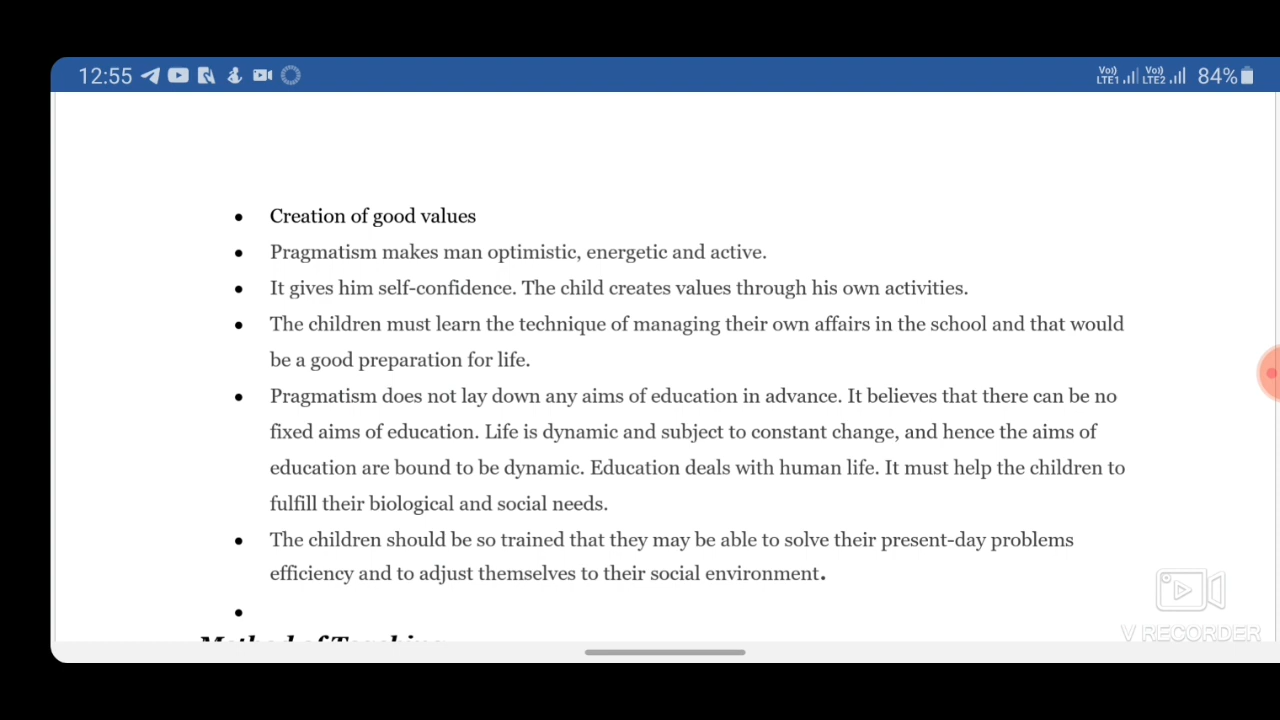 12:55
Vo) LTE1 Vo) LTE2 84%
• Creation of good values
• Pragmatism makes man optimistic, energetic and active.
• It gives him self-confidence. The child creates values through his own activities.
• The children must learn the technique of managing their own affairs in the school and that would
be a good preparation for life.
• Pragmatism does not lay down any aims of education in advance. It believes that there can be no
fixed aims of education. Life is dynamic and subject to constant change, and hence the aims of
education are bound to be dynamic. Education deals with human life. It must help the children to
fulfill their biological and social needs.
• The children should be so trained that they may be able to solve their present-day problems
efficiency and to adjust themselves to their social environment.
•
Method of Teaching
V RECORDER